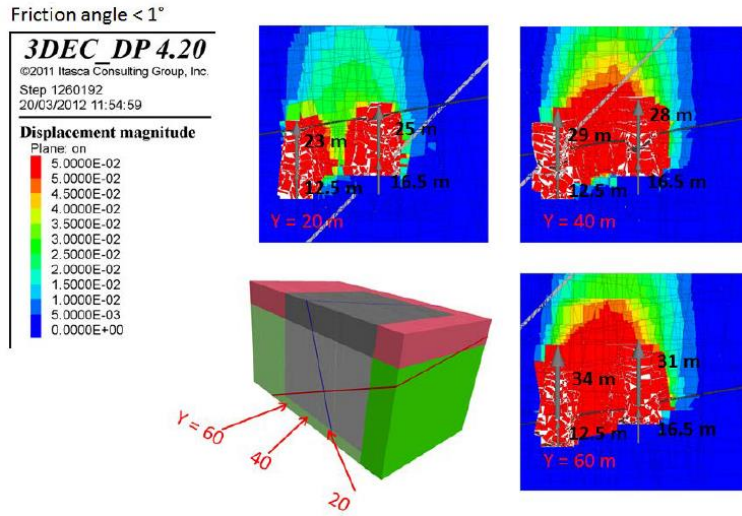 Friction angle < 1°
3DEC_DP 4.20
©2011 Itasca Consulting Group, Inc.
Step 1260192
20/03/2012 11:54:59
Displacement magnitude
Plane: on
5.0000E-02
5.0000E-02
4.5000E-02
4.0000E-02
3.5000E-02
3.0000E-02
2.5000E-02
2.0000E-02
1.5000E-02
1.0000E-02
5.0000E-03
0.0000E+00
23 m
25 m
12.5 m
16.5 m
Y = 20 m
29 m
28 m
12.5 m
16.5 m
Y = 40 m
Y = 60
40
20
34 m
31 m
12.5 m
16.5 m
Y = 60 m